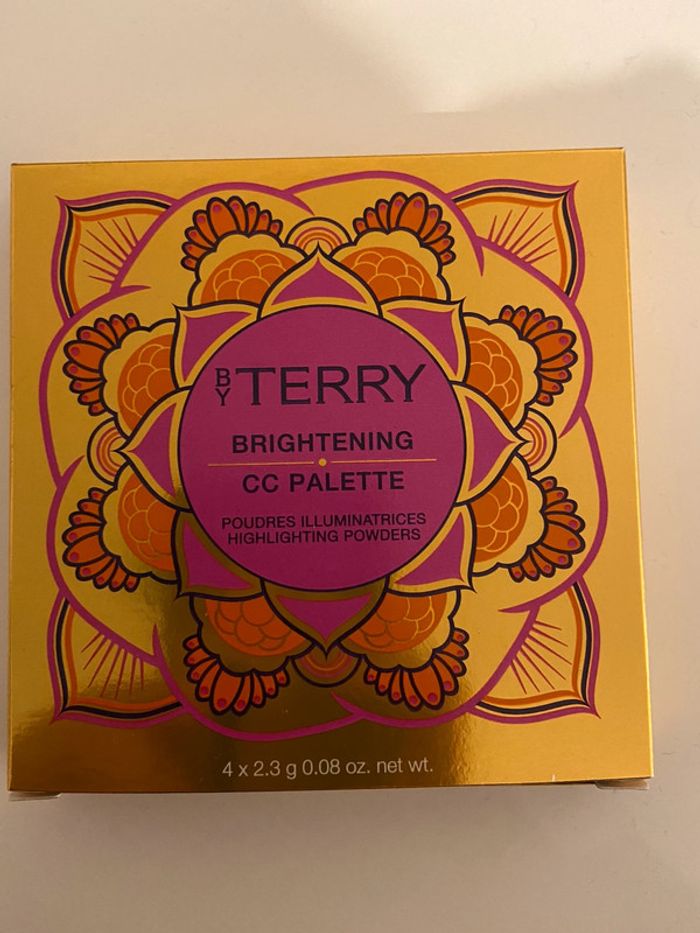 BY TERRY
BRIGHTENING
CC PALETTE
POUDRES ILLUMINATRICES
HIGHLIGHTING POWDERS
4 x 2.3 g 0.08 oz. net wt.